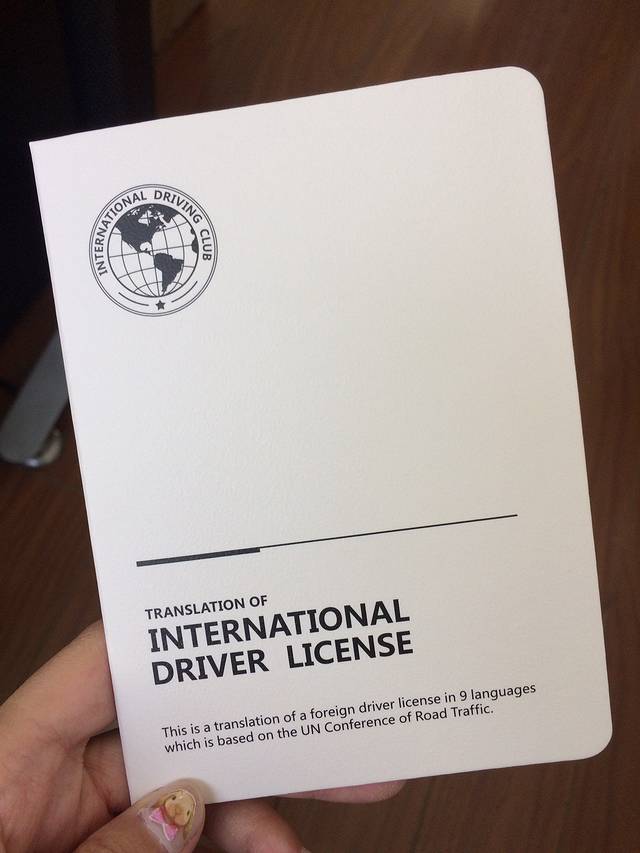 INTERNATIONAL DRIVING CLUB
TRANSLATION OF
INTERNATIONAL
DRIVER LICENSE
This is a translation of a foreign driver license in 9 languages
which is based on the UN Conference of Road Traffic.